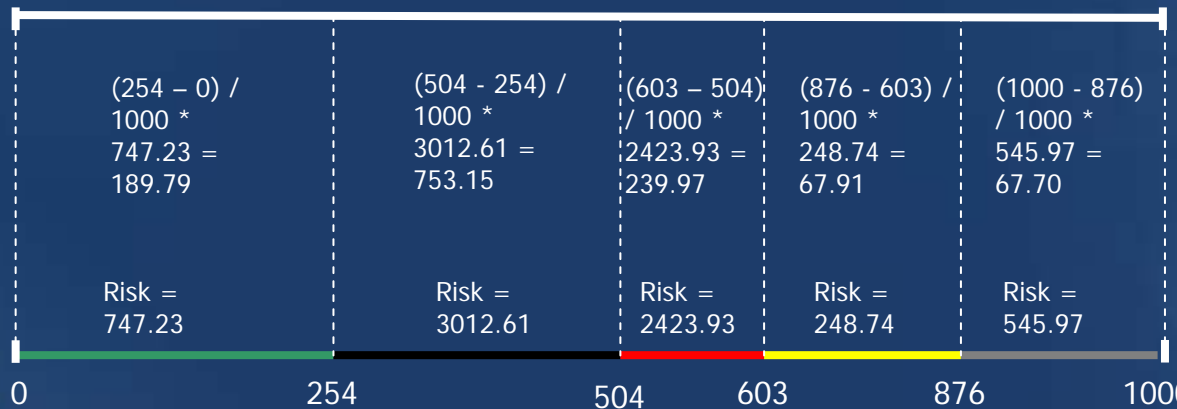 (254 – 0) /
1000 *
747.23 =
189.79
(504 - 254) /
1000 *
3012.61 =
753.15
(603 – 504)
/ 1000 *
2423.93 =
239.97
(876 - 603) /
1000 *
248.74 =
67.91
(1000 - 876)
/ 1000 *
545.97 =
67.70
Risk =
747.23
Risk =
3012.61
Risk =
2423.93
Risk =
248.74
Risk =
545.97
0 254 504 603 876 1000